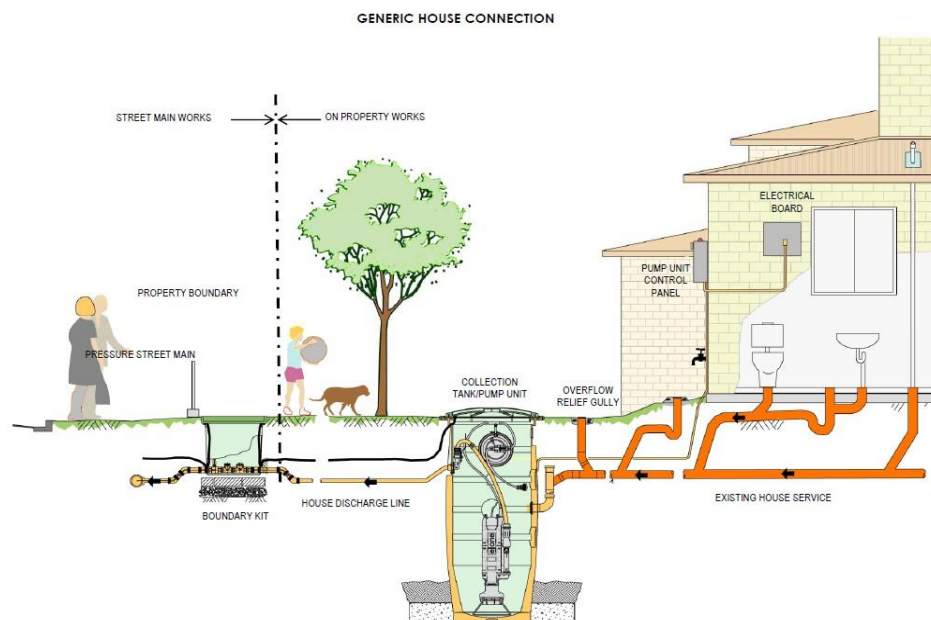 GENERIC HOUSE CONNECTION
STREET MAIN WORKS
ON PROPERTY WORKS
ELECTRICAL
BOARD
PUMP UNIT
CONTROL
PANEL
PROPERTY BOUNDARY
PRESSURE STREET MAIN
COLLECTION
TANK/PUMP UNIT
OVERFLOW
RELIEF GULLY
BOUNDARY KIT
HOUSE DISCHARGE LINE
EXISTING HOUSE SERVICE